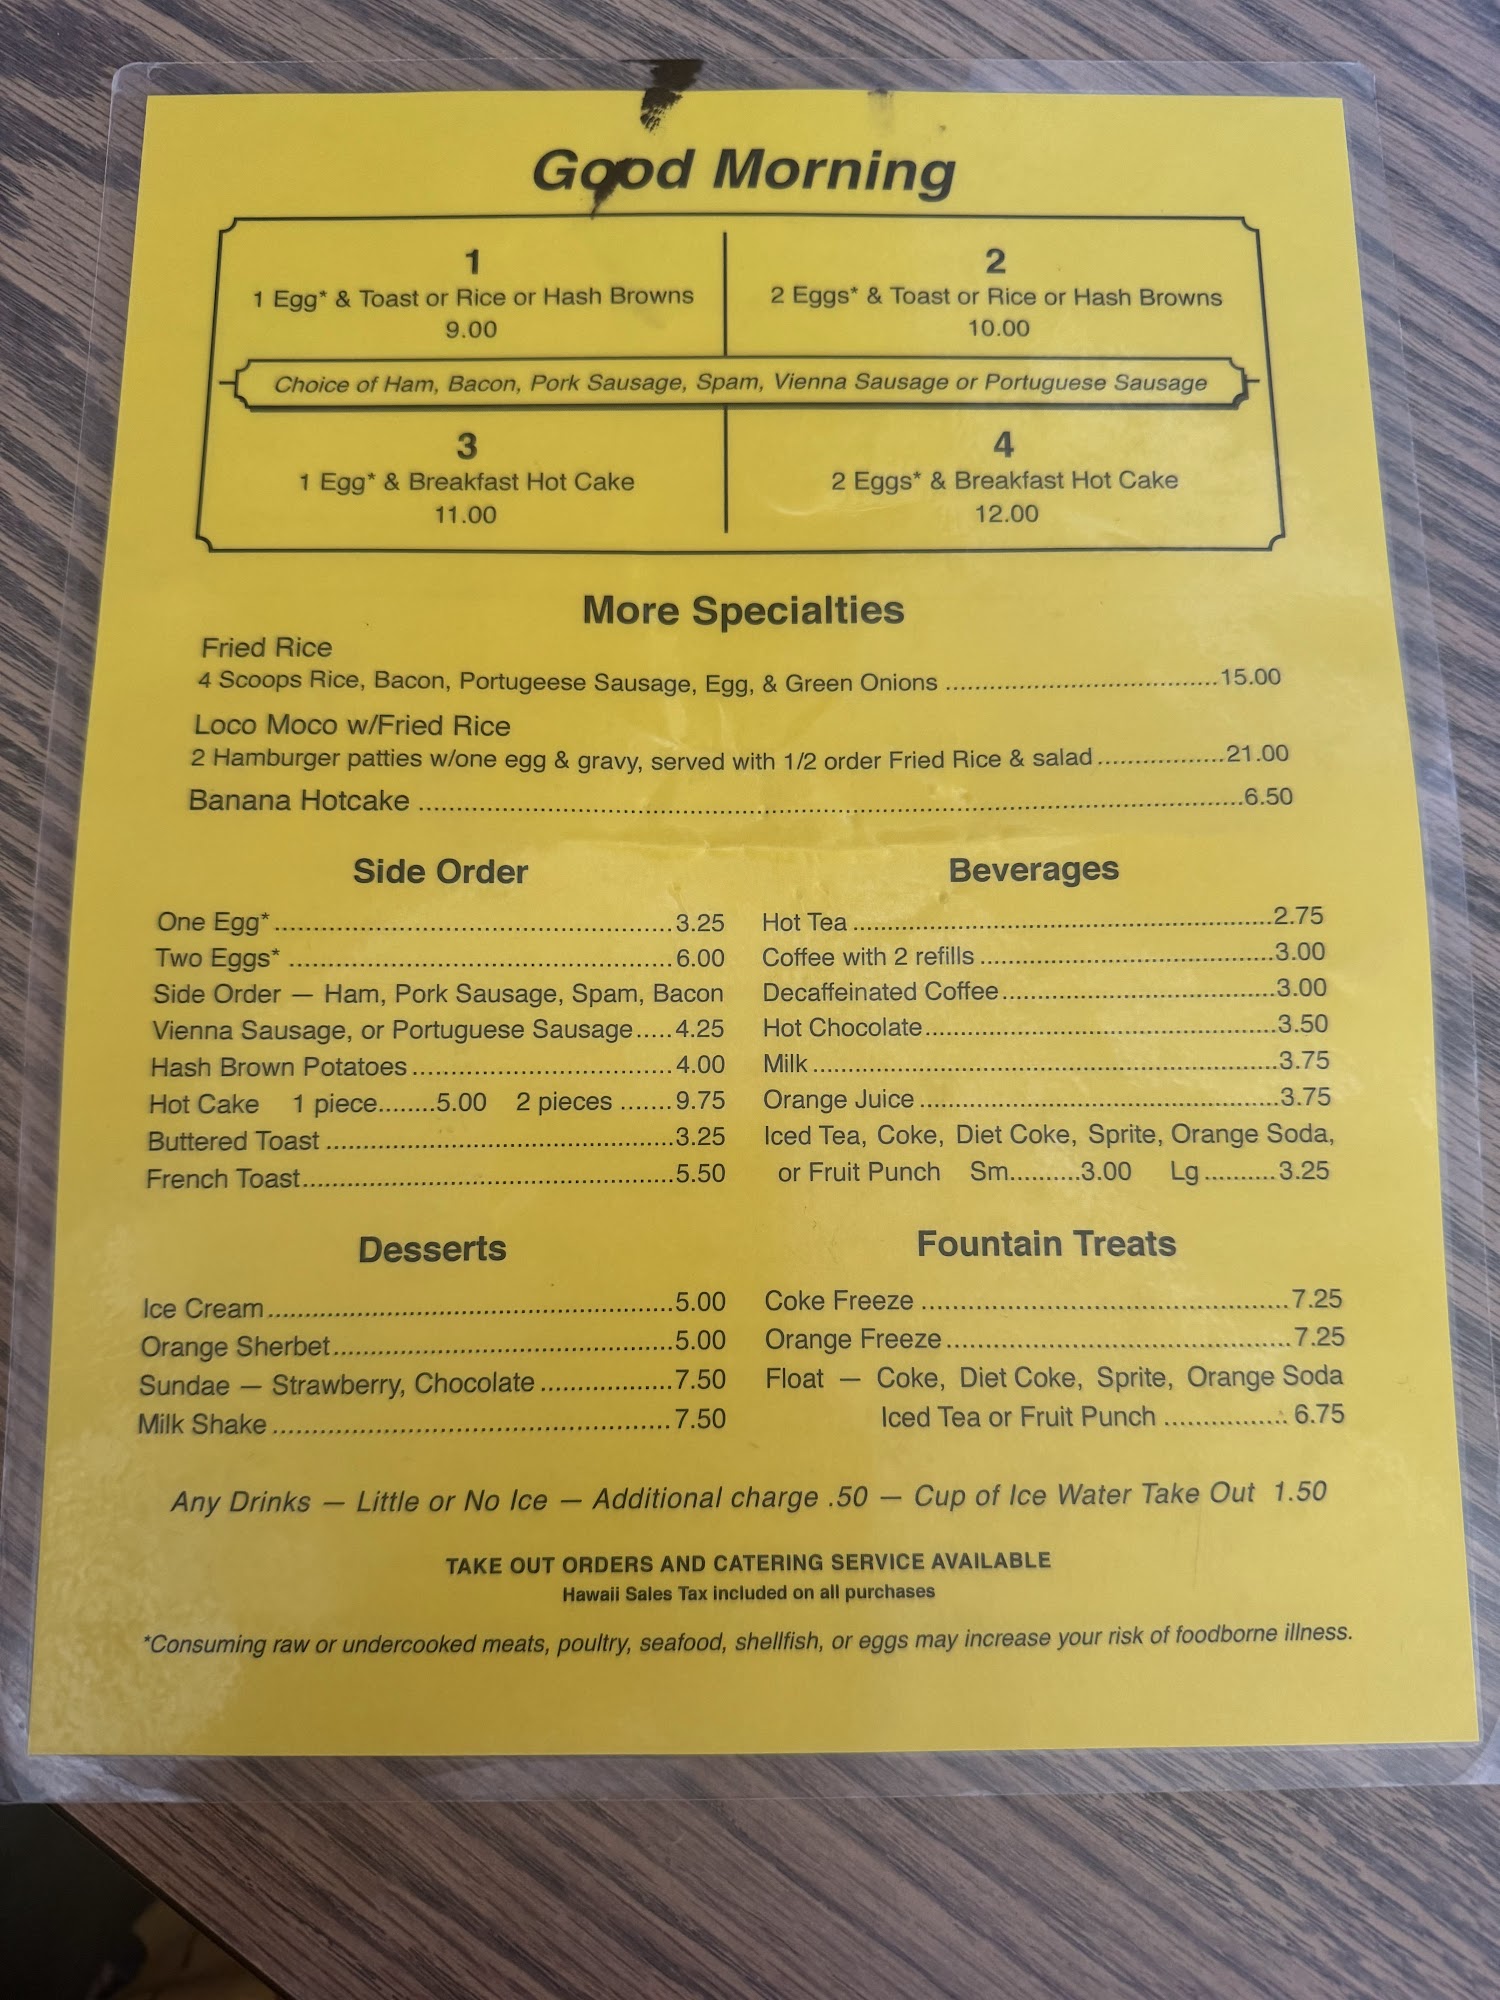 Good Morning
1
1 Egg* & Toast or Rice or Hash Browns
9.00
2
2 Eggs* & Toast or Rice or Hash Browns
10.00
Choice of Ham, Bacon, Pork Sausage, Spam, Vienna Sausage or Portuguese Sausage
3
1 Egg* & Breakfast Hot Cake
11.00
4
2 Eggs* & Breakfast Hot Cake
12.00
More Specialties
Fried Rice
4 Scoops Rice, Bacon, Portugeese Sausage, Egg, & Green Onions ........ 15.00
Loco Moco w/Fried Rice
2 Hamburger patties w/one egg & gravy, served with 1/2 order Fried Rice & salad ........ 21.00
Banana Hotcake ........ 6.50
Side Order
One Egg* ........ 3.25
Two Eggs* ........ 6.00
Side Order — Ham, Pork Sausage, Spam, Bacon
Vienna Sausage, or Portuguese Sausage ..... 4.25
Hash Brown Potatoes ........ 4.00
Hot Cake 1 piece ........ 5.00 2 pieces ....... 9.75
Buttered Toast ........ 3.25
French Toast ........ 5.50
Beverages
Hot Tea ........ 2.75
Coffee with 2 refills ........ 3.00
Decaffeinated Coffee ........ 3.00
Hot Chocolate ........ 3.50
Milk ........ 3.75
Orange Juice ........ 3.75
Iced Tea, Coke, Diet Coke, Sprite, Orange Soda,
or Fruit Punch Sm .......... 3.00 Lg .......... 3.25
Desserts
Ice Cream ........ 5.00
Orange Sherbet ........ 5.00
Sundae — Strawberry, Chocolate ........ 7.50
Milk Shake ........ 7.50
Fountain Treats
Coke Freeze ........ 7.25
Orange Freeze ........ 7.25
Float — Coke, Diet Coke, Sprite, Orange Soda
Iced Tea or Fruit Punch ........ 6.75
Any Drinks — Little or No Ice — Additional charge .50 — Cup of Ice Water Take Out 1.50
TAKE OUT ORDERS AND CATERING SERVICE AVAILABLE
Hawaii Sales Tax included on all purchases
*Consuming raw or undercooked meats, poultry, seafood, shellfish, or eggs may increase your risk of foodborne illness.